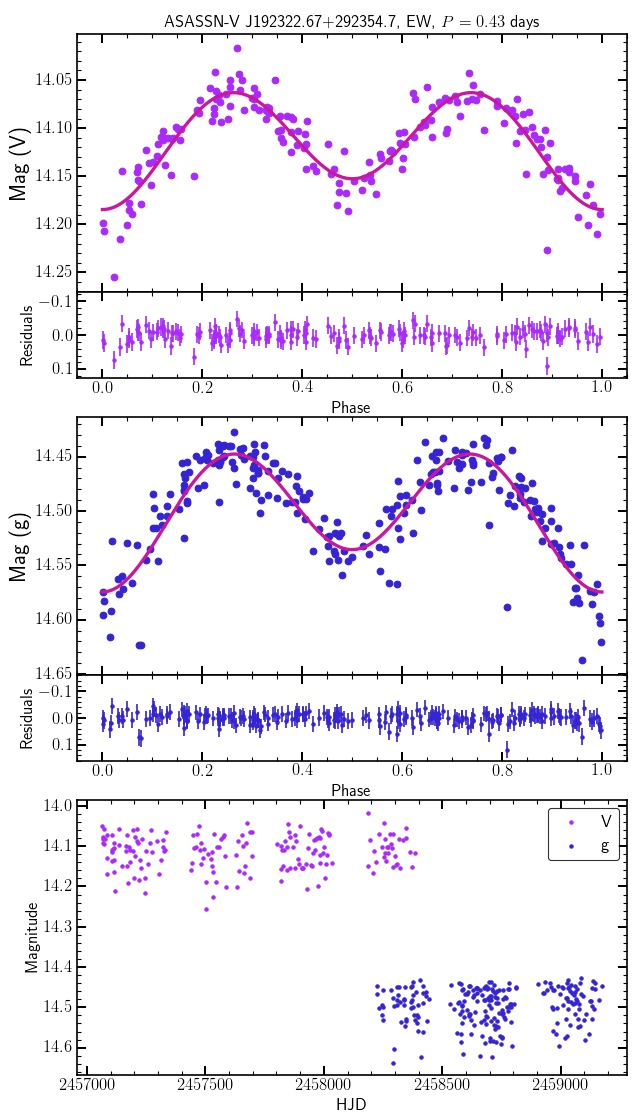 ASASSN-V J192322.67+292354.7, EW, P = 0.43 days
14.05
14.10
14.15
14.20
14.25
Mag (V)
−0.1
0.0
0.1
Residuals
0.0 0.2 0.4 0.6 0.8 1.0
Phase
14.45
14.50
14.55
14.60
14.65
Mag (g)
−0.1
0.0
0.1
Residuals
0.0 0.2 0.4 0.6 0.8 1.0
Phase
14.0
14.1
14.2
14.3
14.4
14.5
14.6
Magnitude
V
g
2457000 2457500 2458000 2458500 2459000
HJD